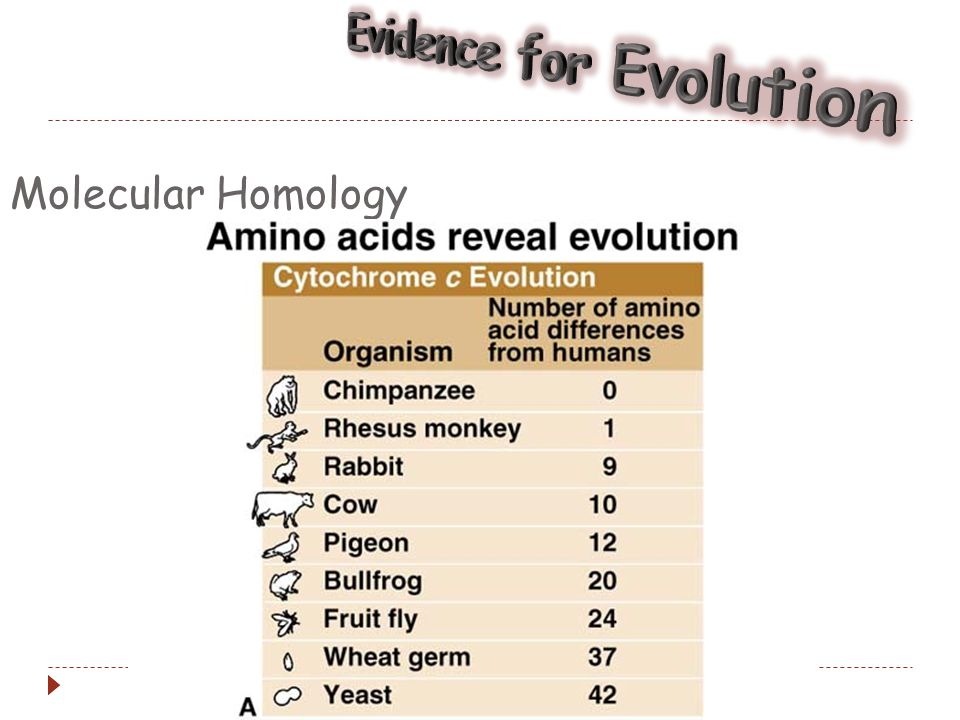 Evidence for Evolution
Molecular Homology
Amino acids reveal evolution
Cytochrome c Evolution
Number of amino
acid differences
Organism from humans
Chimpanzee 0
Rhesus monkey 1
Rabbit 9
Cow 10
Pigeon 12
Bullfrog 20
Fruit fly 24
Wheat germ 37
Yeast 42
A